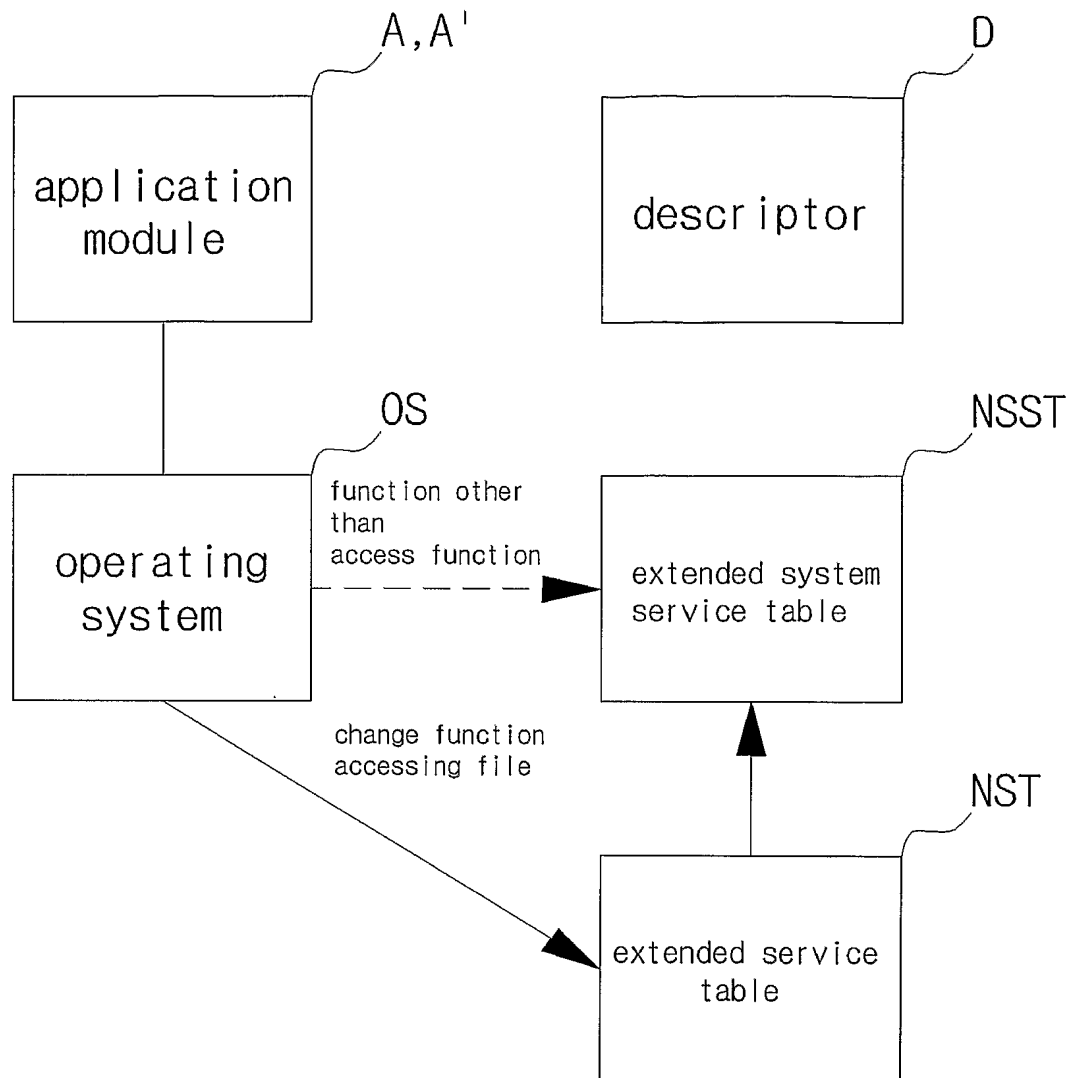 A,A'
D
application
module
descriptor
OS
NSST
function other
than
access function
operating
system
extended system
service table
change function
accessing file
NST
extended service
table